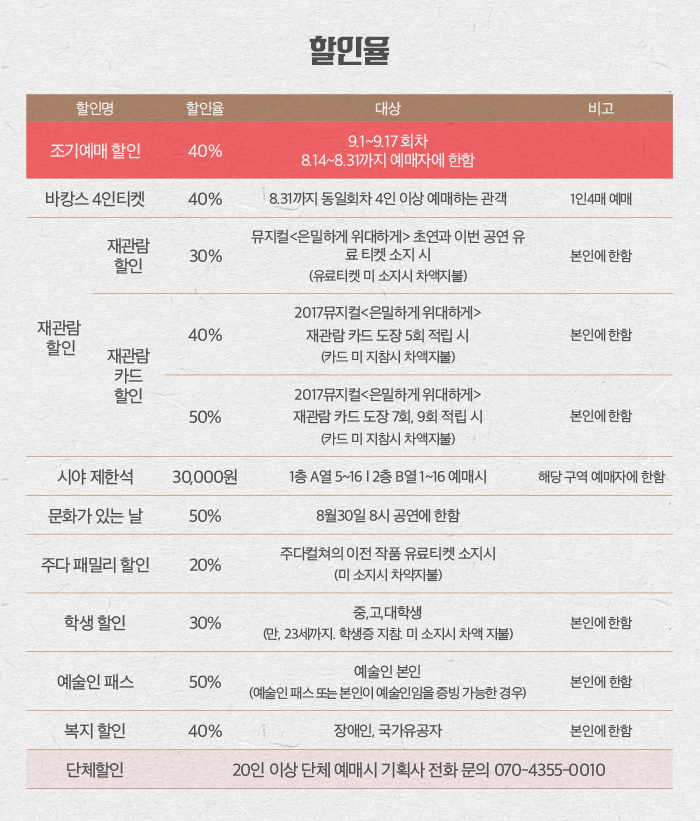 할인율
할인명 할인율 대상 비고
조기예매 할인 40% 9.1~9.17 회차
8.14~8.31까지 예매자에 한함
바캉스 4인티켓 40% 8.31까지 동일회차 4인 이상 예매하는 관객 1인4매 예매
재관람
할인
재관람
할인
30%
뮤지컬<은밀하게 위대하게> 초연과 이번 공연 유
료 티켓 소지 시
(유료티켓 미 소지시 차액지불)
본인에 한함
재관람
카드
할인
40%
2017뮤지컬<은밀하게 위대하게>
재관람 카드 도장 5회 적립 시
(카드 미 지참시 차액지불)
본인에 한함
50%
2017뮤지컬<은밀하게 위대하게>
재관람 카드 도장 7회, 9회 적립 시
(카드 미 지참시 차액지불)
본인에 한함
시야 제한석 30,000원 1층 A열 5~16 | 2층 B열 1~16 예매시 해당 구역 예매자에 한함
문화가 있는 날 50% 8월30일 8시 공연에 한함
주다 패밀리 할인 20% 주다컬쳐의 이전 작품 유료티켓 소지시
(미 소지시 차약지불)
학생 할인 30% 중,고,대학생
(만, 23세까지. 학생증 지참. 미 소지시 차액 지불)
본인에 한함
예술인 패스 50% 예술인 본인
(예술인 패스 또는 본인이 예술인임을 증빙 가능한 경우)
본인에 한함
복지 할인 40% 장애인, 국가유공자 본인에 한함
단체할인 20인 이상 단체 예매시 기획사 전화 문의 070-4355-0010